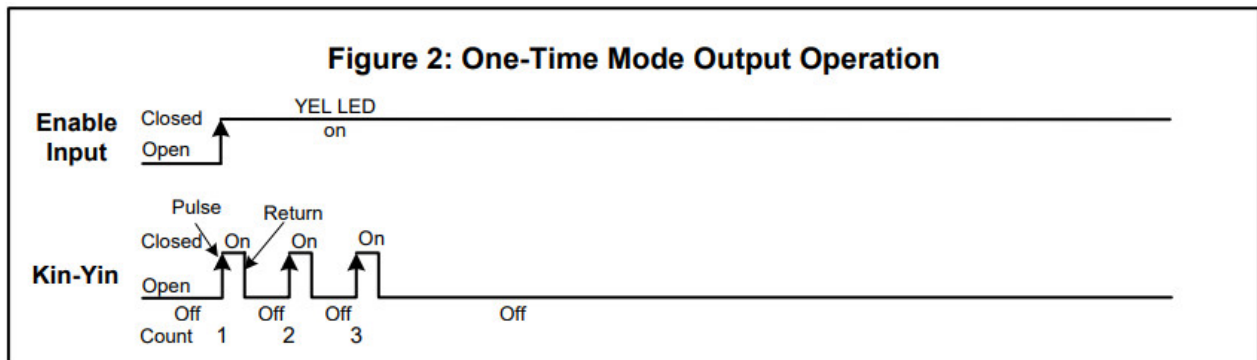 Figure 2: One-Time Mode Output Operation
YEL LED
Enable Input
Closed
on
Open
Pulse
Return
Closed On On On
Kin-Yin
Open
Off Off Off Off
Count 1 2 3